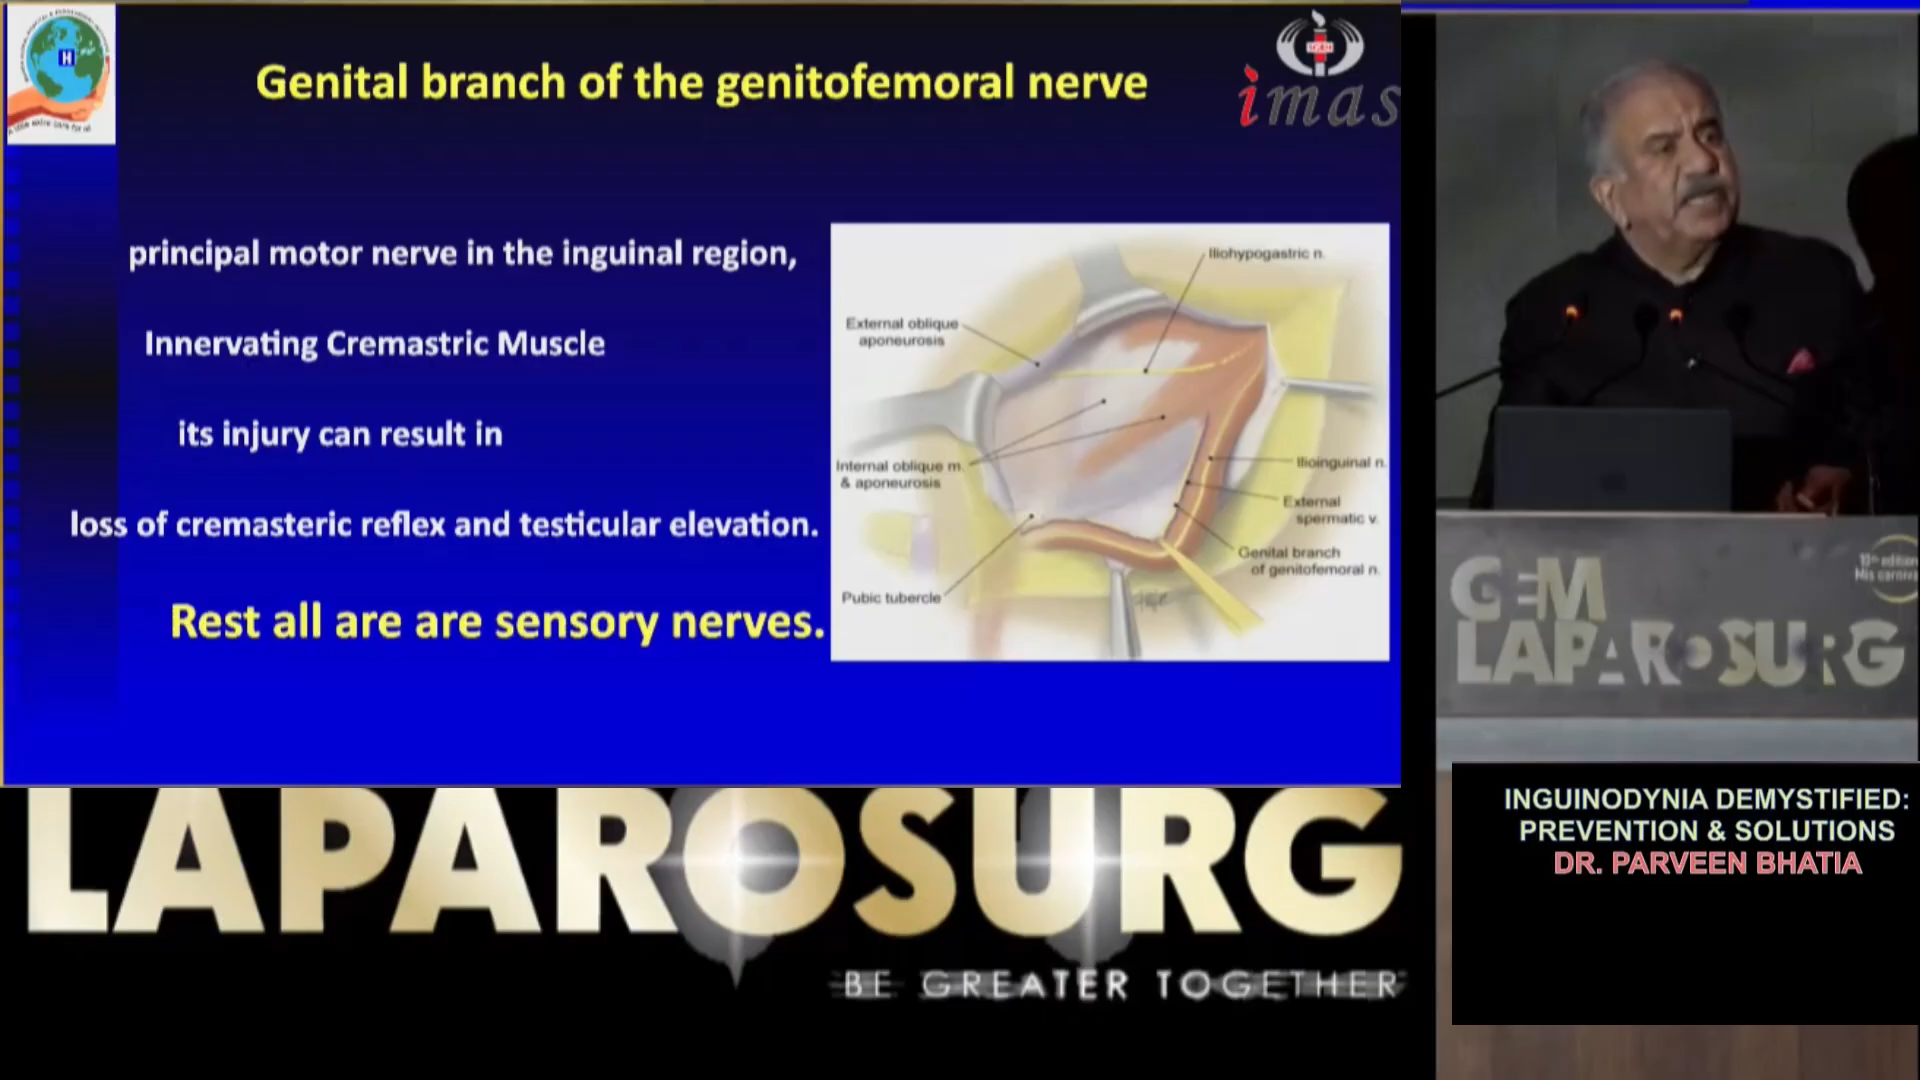 Genital branch of the genitofemoral nerve
imas
H
principal motor nerve in the inguinal region,
Innervating Cremastric Muscle
its injury can result in
loss of cremasteric reflex and testicular elevation.
Rest all are are sensory nerves.
Iliohypogastric n.
External oblique
aponeurosis
Internal oblique m.
& aponeurosis
Ilioinguinal n.
External
spermatic v.
Genital branch
of genitofemoral n.
Pubic tubercle
LAPAROSURG
BE GREATER TOGETHER
GEM
LAPAROSURG
INGUINODYNIA DEMYSTIFIED:
PREVENTION & SOLUTIONS
DR. PARVEEN BHATIA